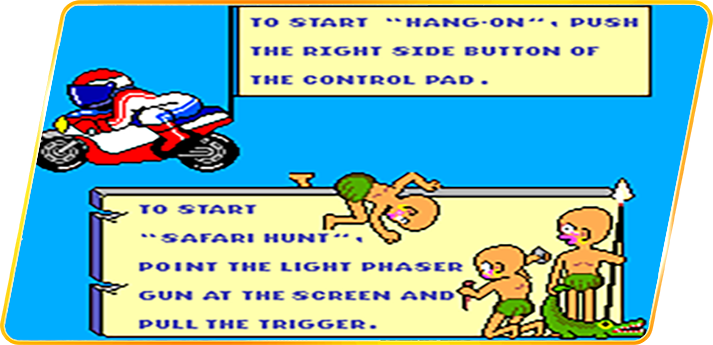 TO START "HANG-ON", PUSH
THE RIGHT SIDE BUTTON OF
THE CONTROL PAD.
TO START
"SAFARI HUNT",
POINT THE LIGHT PHASER
GUN AT THE SCREEN AND
PULL THE TRIGGER.